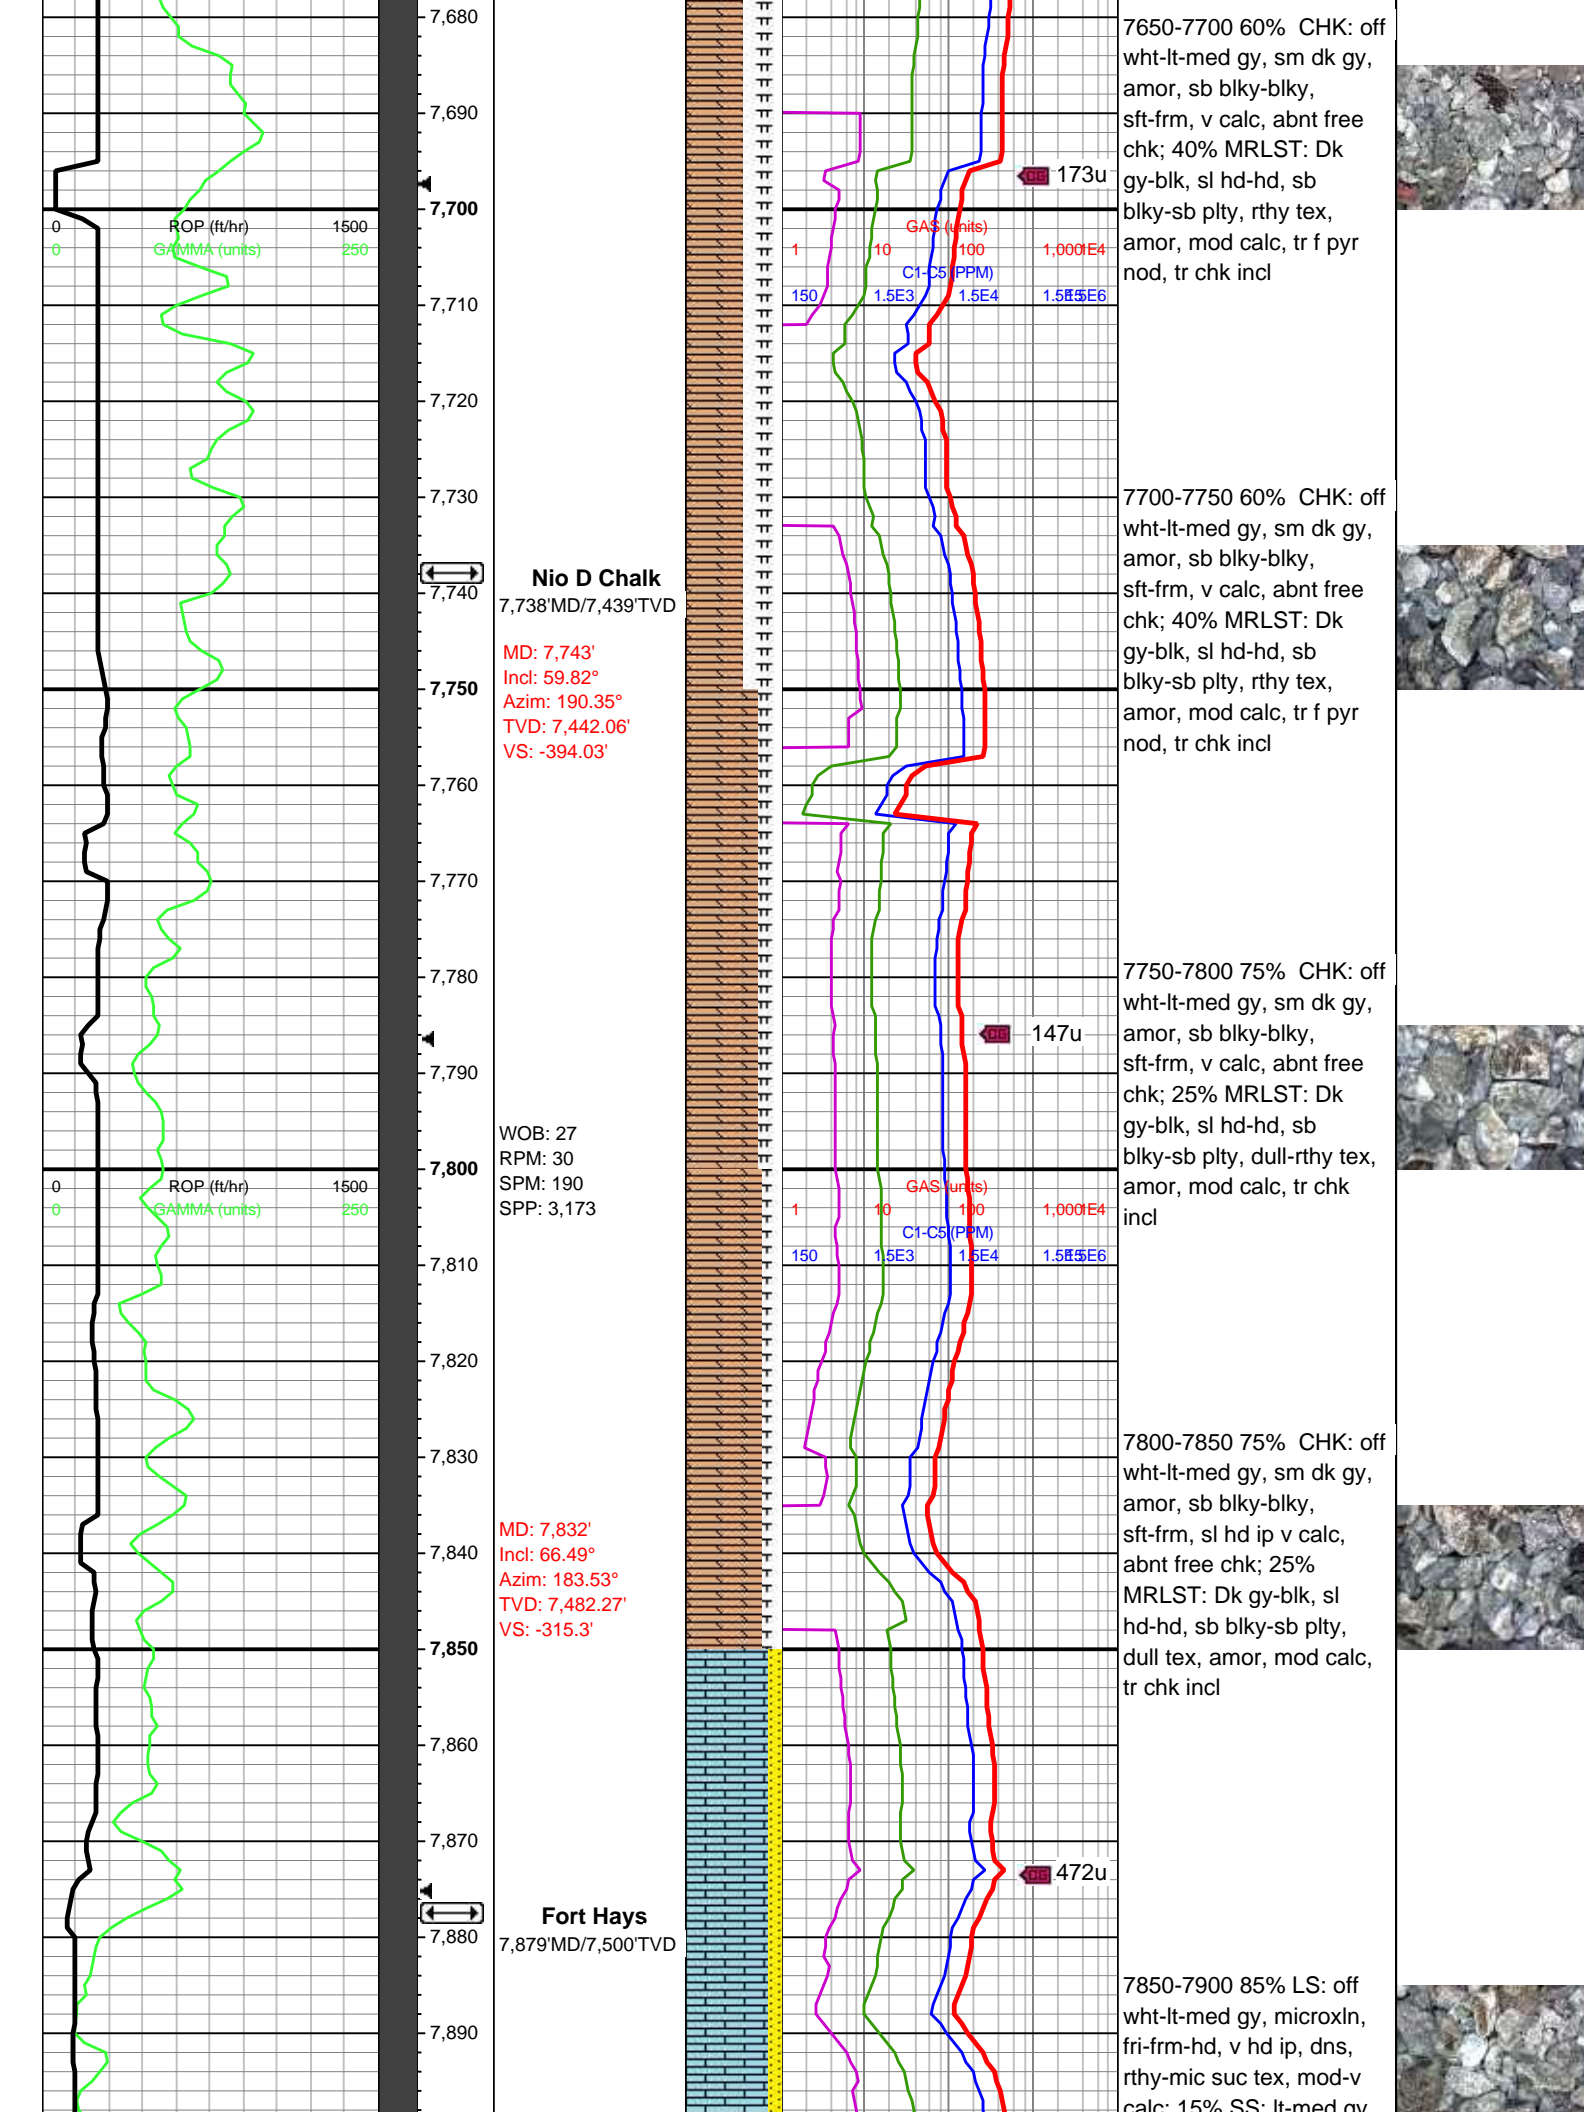 7,680
7,690
7,700
0 ROP (ft/hr) 1500
0 GAMMA (units) 250
7,710
7,720
7,730
7,740
7,750
7,760
7,770
7,780
7,790
7,800
0 ROP (ft/hr) 1500
0 GAMMA (units) 250
7,810
7,820
7,830
7,840
7,850
7,860
7,870
7,880
7,890
Nio D Chalk
7,738'MD/7,439'TVD
MD: 7,743'
Incl: 59.82°
Azim: 190.35°
TVD: 7,442.06'
VS: -394.03'
WOB: 27
RPM: 30
SPM: 190
SPP: 3,173
MD: 7,832'
Incl: 66.49°
Azim: 183.53°
TVD: 7,482.27'
VS: -315.3'
Fort Hays
7,879'MD/7,500'TVD
CG 173u
GAS (units)
1 10 100 1,000 1E4
C1-C5 (PPM)
150 1.5E3 1.5E4 1.5E5 1.5E6
CG 147u
GAS (units)
1 10 100 1,000 1E4
C1-C5 (PPM)
150 1.5E3 1.5E4 1.5E5 1.5E6
CG 472u
7650-7700 60% CHK: off
wht-lt-med gy, sm dk gy,
amor, sb blky-blky,
sft-frm, v calc, abnt free
chk; 40% MRLST: Dk
gy-blk, sl hd-hd, sb
blky-sb plty, rthy tex,
amor, mod calc, tr f pyr
nod, tr chk incl
7700-7750 60% CHK: off
wht-lt-med gy, sm dk gy,
amor, sb blky-blky,
sft-frm, v calc, abnt free
chk; 40% MRLST: Dk
gy-blk, sl hd-hd, sb
blky-sb plty, rthy tex,
amor, mod calc, tr f pyr
nod, tr chk incl
7750-7800 75% CHK: off
wht-lt-med gy, sm dk gy,
amor, sb blky-blky,
sft-frm, v calc, abnt free
chk; 25% MRLST: Dk
gy-blk, sl hd-hd, sb
blky-sb plty, dull-rthy tex,
amor, mod calc, tr chk
incl
7800-7850 75% CHK: off
wht-lt-med gy, sm dk gy,
amor, sb blky-blky,
sft-frm, sl hd ip v calc,
abnt free chk; 25%
MRLST: Dk gy-blk, sl
hd-hd, sb blky-sb plty,
dull tex, amor, mod calc,
tr chk incl
7850-7900 85% LS: off
wht-lt-med gy, microxln,
fri-frm-hd, v hd ip, dns,
rthy-mic suc tex, mod-v
calc; 15% SS: lt-med gy